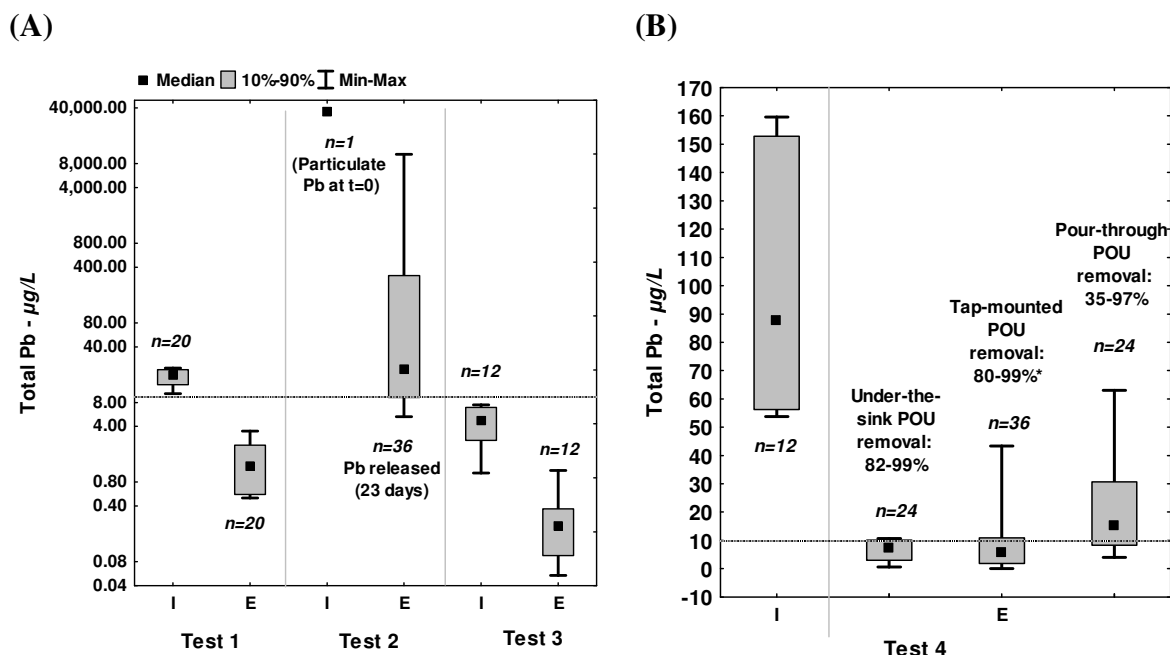 (A)
Median 10%-90% Min-Max
Total Pb - µg/L
40,000.00
8,000.00
4,000.00
800.00
400.00
80.00
40.00
8.00
4.00
0.80
0.40
0.08
0.04
n=20
n=20
n=1
(Particulate
Pb at t=0)
n=36
Pb released
(23 days)
n=12
n=12
I E I E I E
Test 1 Test 2 Test 3
(B)
Total Pb - µg/L
170
160
150
140
130
120
110
100
90
80
70
60
50
40
30
20
10
0
-10
n=12
Under-the-
sink POU
removal:
82-99%
n=24
Tap-mounted
POU
removal:
80-99%*
n=36
Pour-through
POU
removal:
35-97%
n=24
I E
Test 4